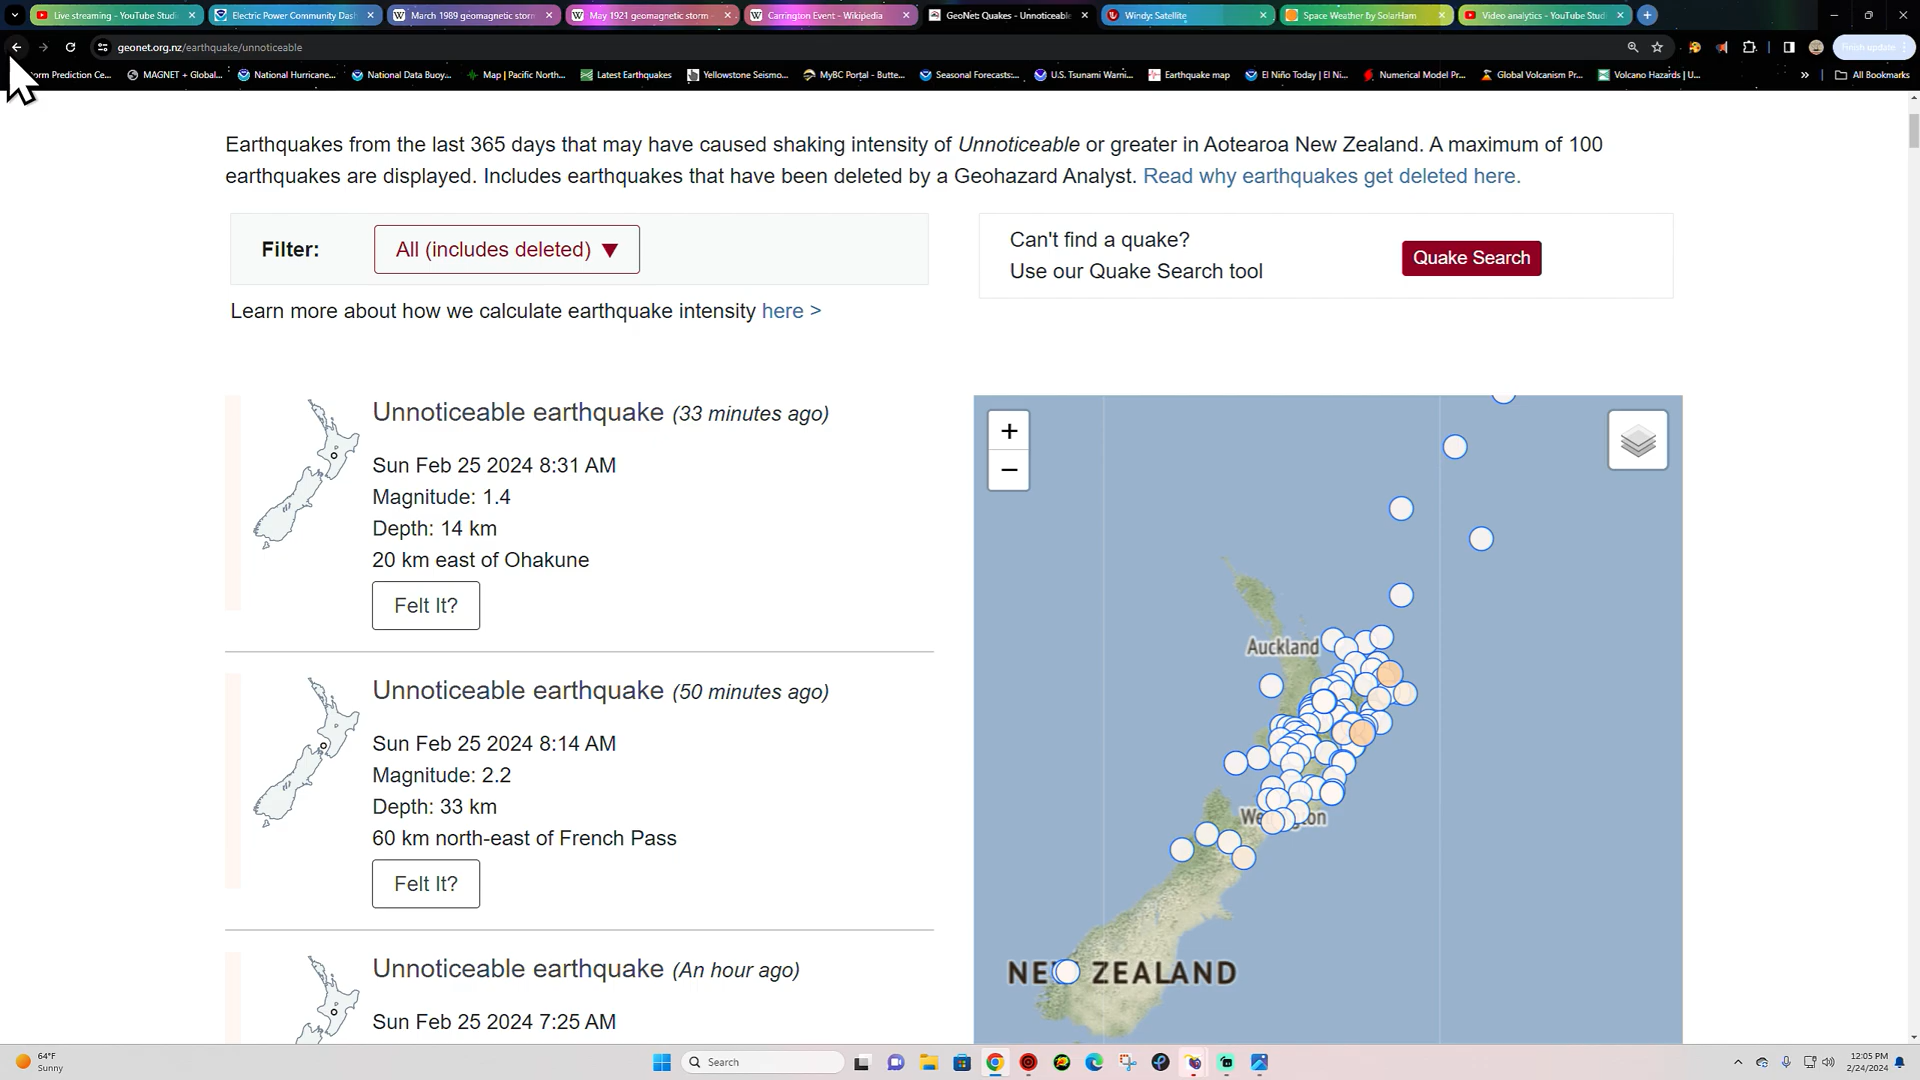 Live streaming - YouTube Studi
Electric Power Community Das
March 1989 geomagnetic storm
May 1921 geomagnetic storm -
Carrington Event - Wikipedia
GeoNet: Quakes - Unnoticeable
Windy: Satellite
Space Weather by SolarHam
Video analytics - YouTube Studi
geonet.org.nz/earthquake/unnoticeable
Finish update
orm Prediction Ce...
MAGNET + Global...
National Hurricane...
National Data Buoy...
Map | Pacific North...
Latest Earthquakes
Yellowstone Seismo...
MyBC Portal - Butte...
Seasonal Forecasts:...
U.S. Tsunami Warni...
Earthquake map
El Niño Today | El Ni...
Numerical Model Pr...
Global Volcanism Pr...
Volcano Hazards | U...
»
All Bookmarks
Earthquakes from the last 365 days that may have caused shaking intensity of Unnoticeable or greater in Aotearoa New Zealand. A maximum of 100
earthquakes are displayed. Includes earthquakes that have been deleted by a Geohazard Analyst. Read why earthquakes get deleted here.
Filter:
All (includes deleted) ▼
Can't find a quake?
Use our Quake Search tool
Quake Search
Learn more about how we calculate earthquake intensity here >
Unnoticeable earthquake (33 minutes ago)
Sun Feb 25 2024 8:31 AM
Magnitude: 1.4
Depth: 14 km
20 km east of Ohakune
Felt It?
Unnoticeable earthquake (50 minutes ago)
Sun Feb 25 2024 8:14 AM
Magnitude: 2.2
Depth: 33 km
60 km north-east of French Pass
Felt It?
Unnoticeable earthquake (An hour ago)
Sun Feb 25 2024 7:25 AM
+
−
Auckland
NE ZEALAND
64°F
Sunny
Search
12:05 PM
2/24/2024